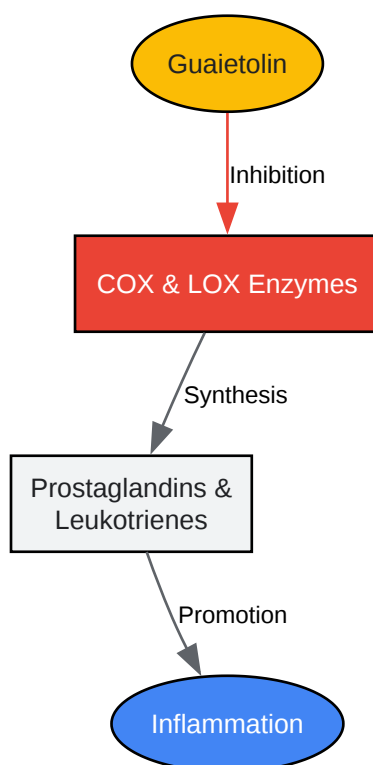 Guaietolin
Inhibition
COX & LOX Enzymes
Synthesis
Prostaglandins &
Leukotrienes
Promotion
Inflammation